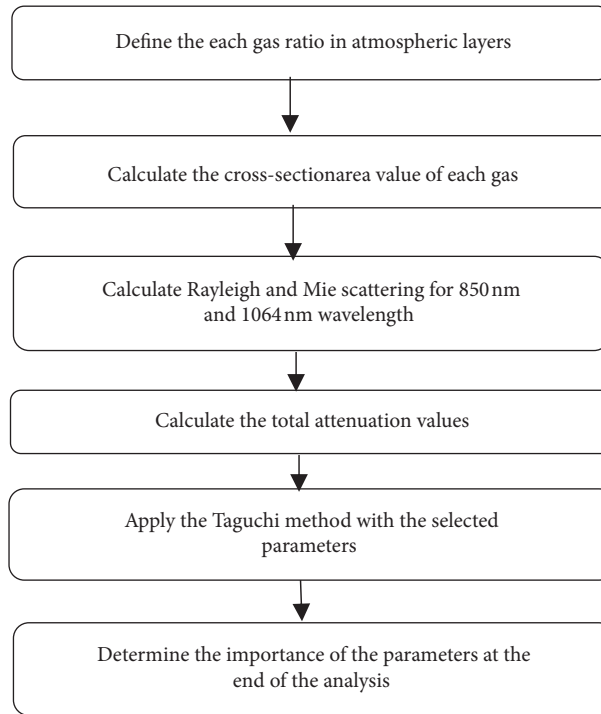 Define the each gas ratio in atmospheric layers
Calculate the cross-sectionarea value of each gas
Calculate Rayleigh and Mie scattering for 850 nm
and 1064 nm wavelength
Calculate the total attenuation values
Apply the Taguchi method with the selected
parameters
Determine the importance of the parameters at the
end of the analysis